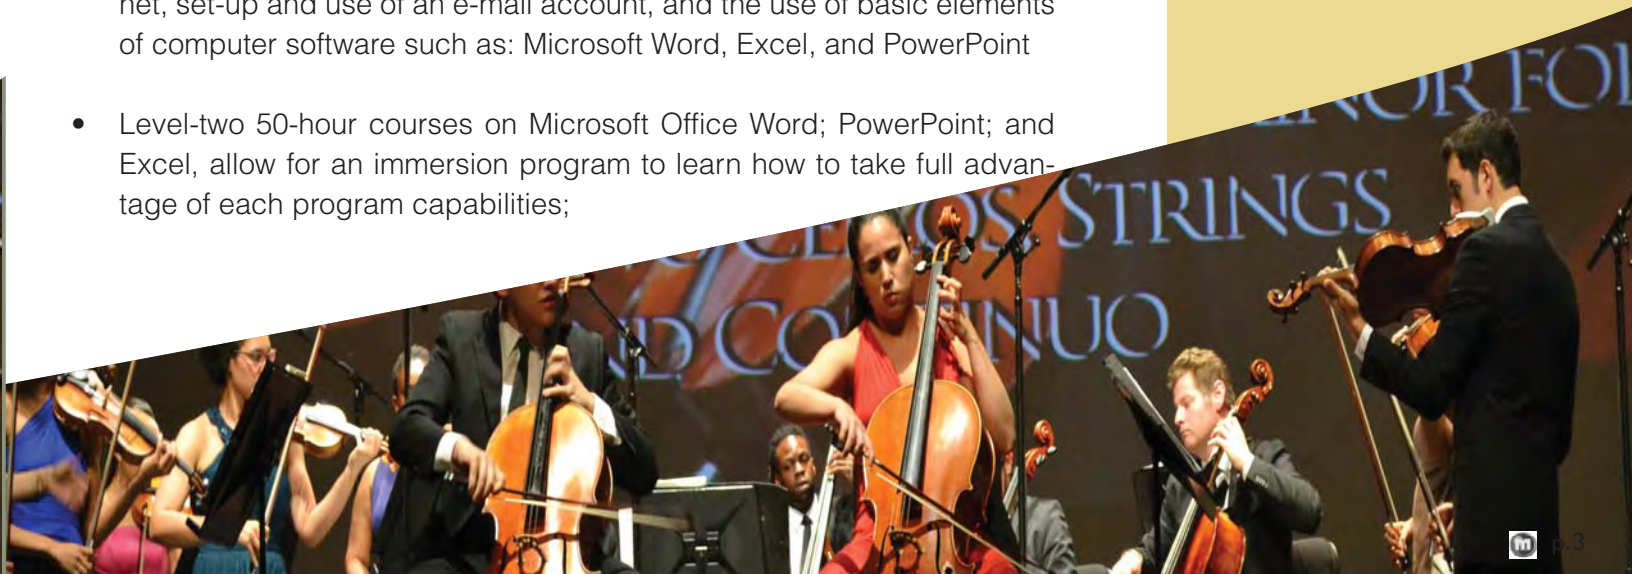 net, set-up and use of an e-mail account, and the use of basic elements
of computer software such as: Microsoft Word, Excel, and PowerPoint
• Level-two 50-hour courses on Microsoft Office Word; PowerPoint; and
Excel, allow for an immersion program to learn how to take full advan-
tage of each program capabilities;
STRINGS
AND CONTINUO
p.3